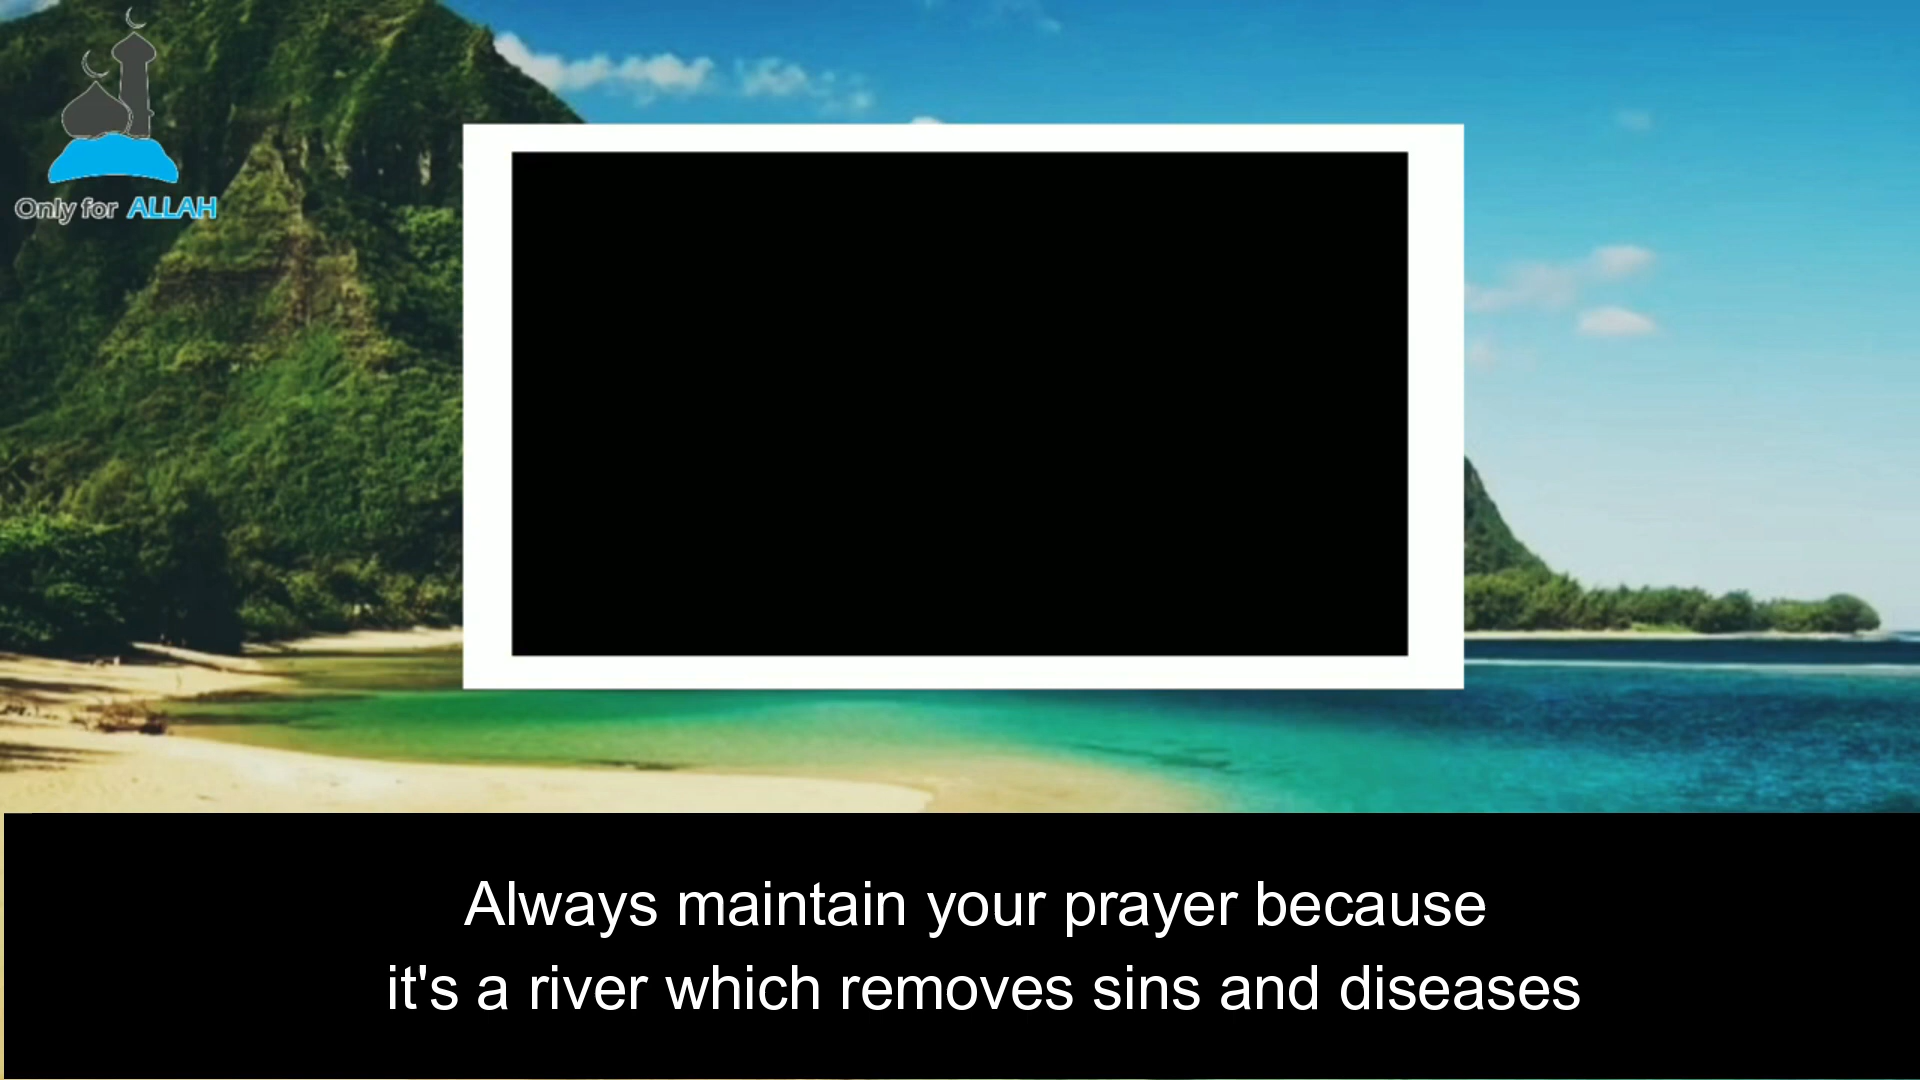 Only for ALLAH
Always maintain your prayer because
it's a river which removes sins and diseases